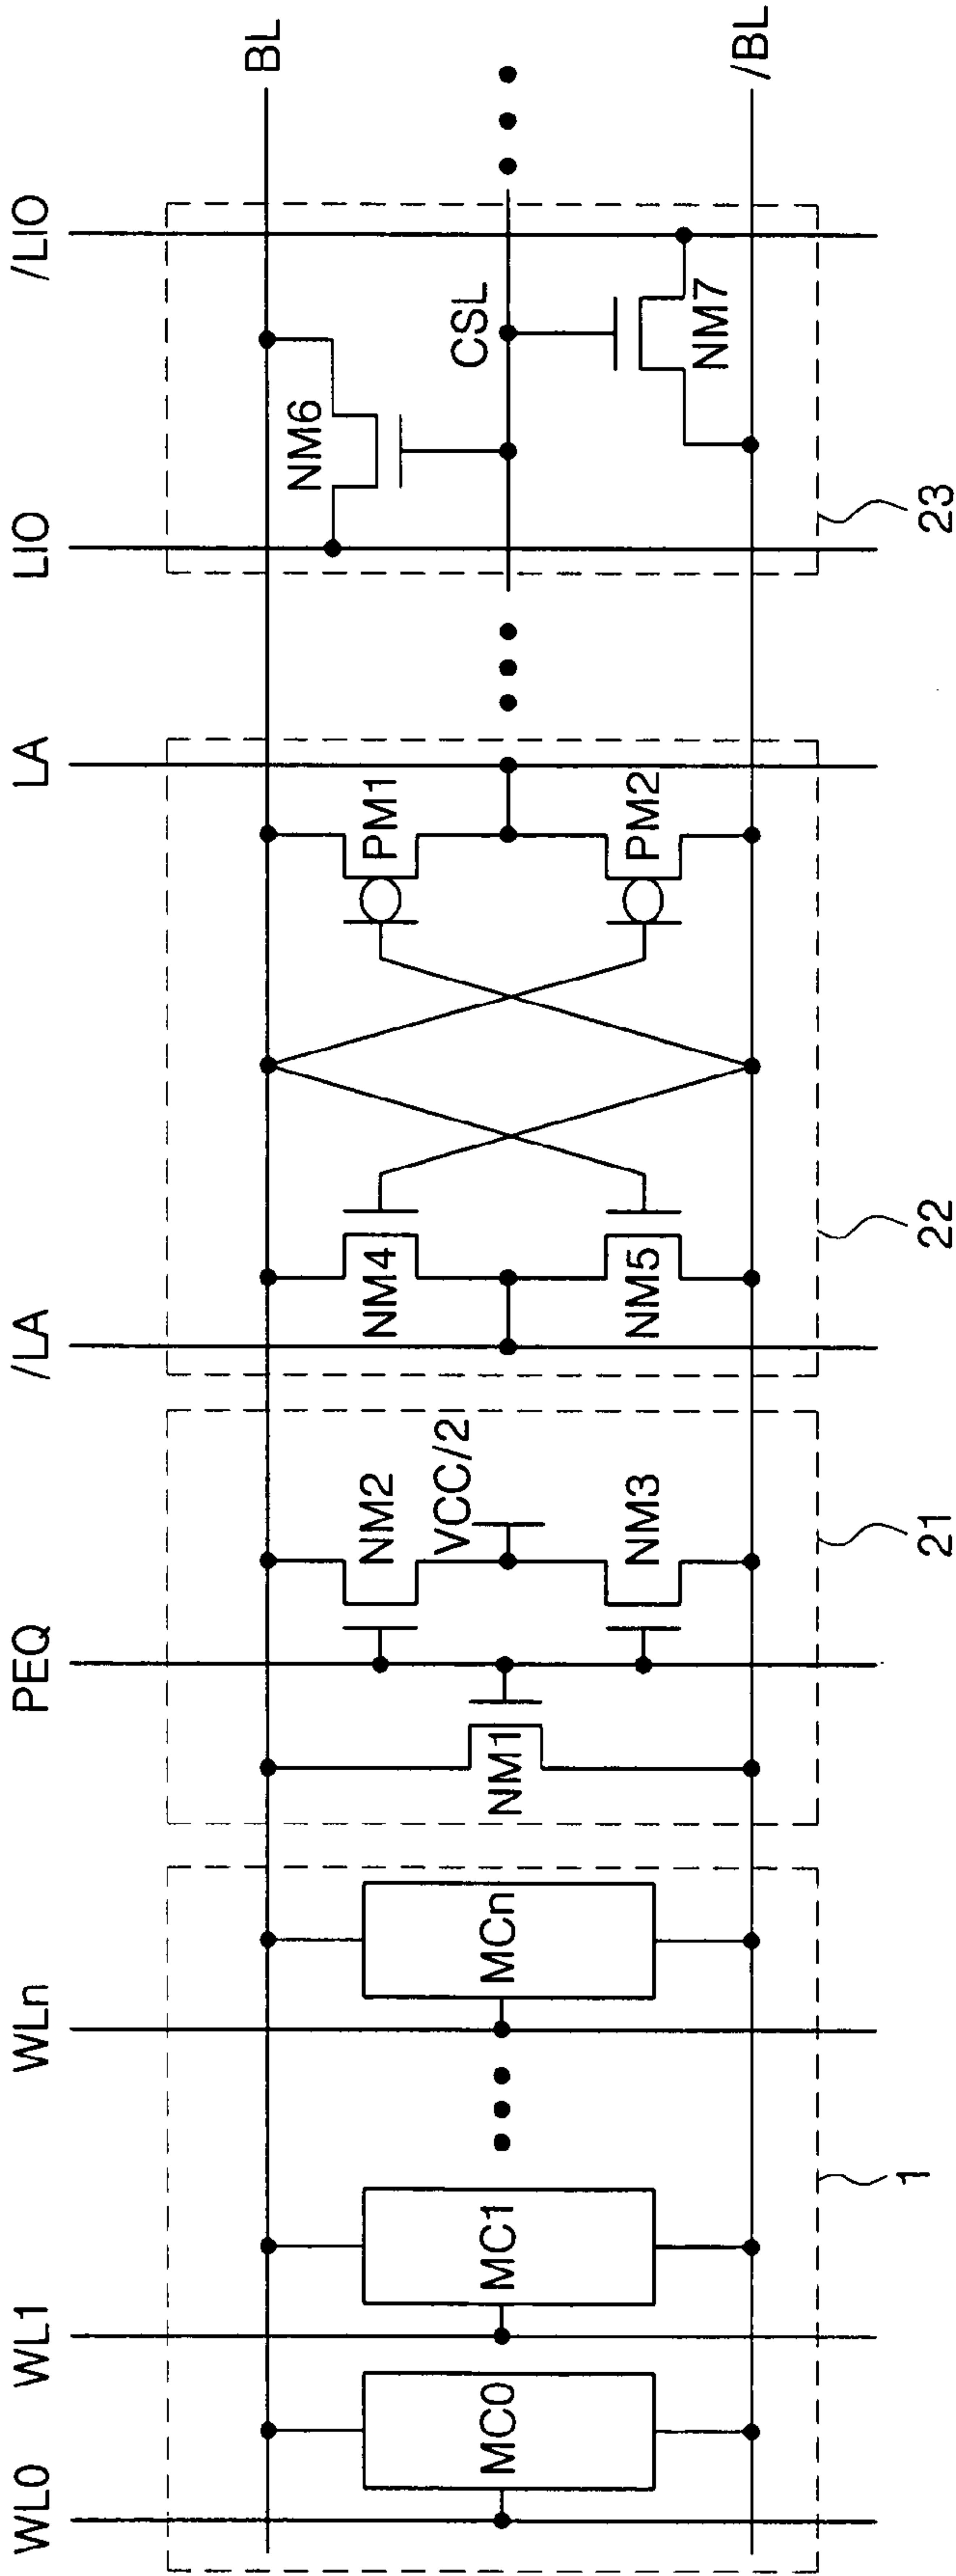 WL0
WL1
WLn
PEQ
/LA
LA
LIO
/LIO
BL
NM6
CSL
NM2
VCC/2
NM4
PM1
MC0
MC1
MCn
NM1
NM3
NM5
PM2
NM7
/BL
1
21
22
23